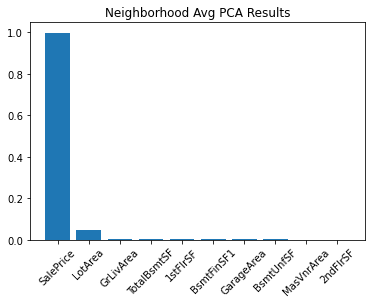 Neighborhood Avg PCA Results
1.0
0.8
0.6
0.4
0.2
0.0
SalePrice
LotArea
GrLivArea
TotalBsmtSF
1stFlrSF
BsmtFinSF1
GarageArea
BsmtUnfSF
MasVnrArea
2ndFlrSF